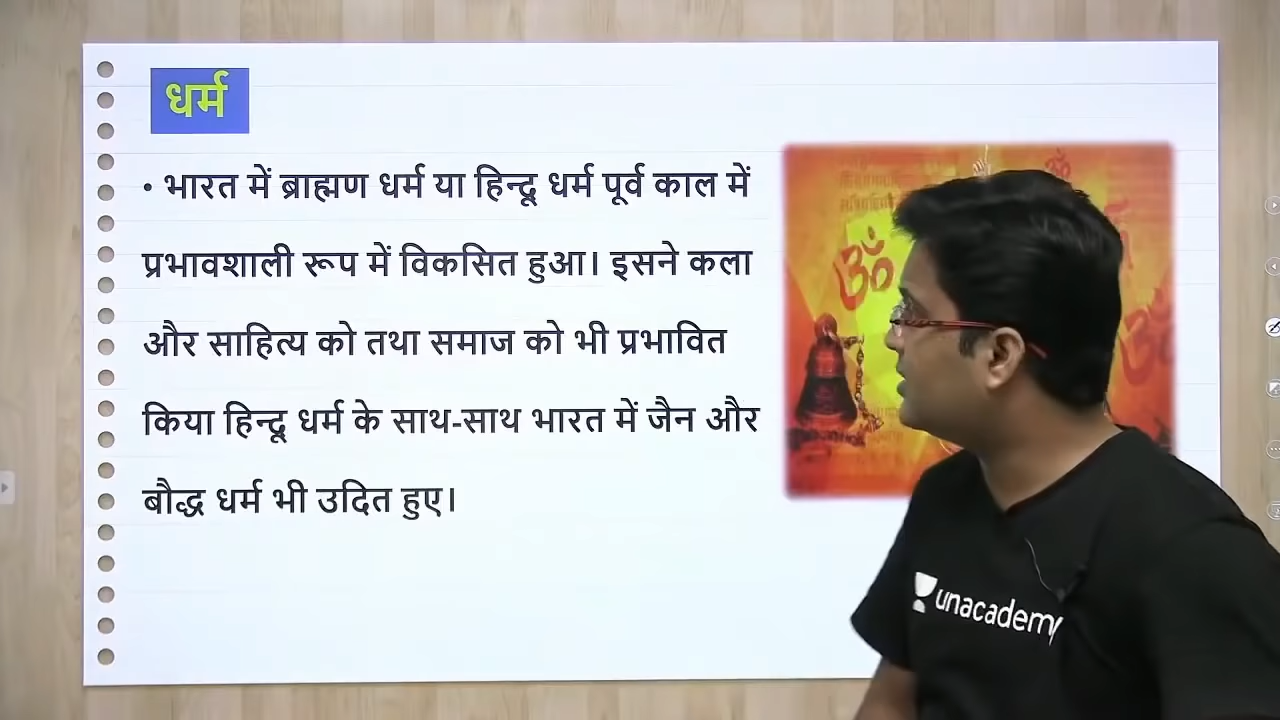 धर्म
• भारत में ब्राह्मण धर्म या हिन्दू धर्म पूर्व काल में
प्रभावशाली रूप में विकसित हुआ। इसने कला
और साहित्य को तथा समाज को भी प्रभावित
किया हिन्दू धर्म के साथ-साथ भारत में जैन और
बौद्ध धर्म भी उदित हुए।
ॐ
unacademy